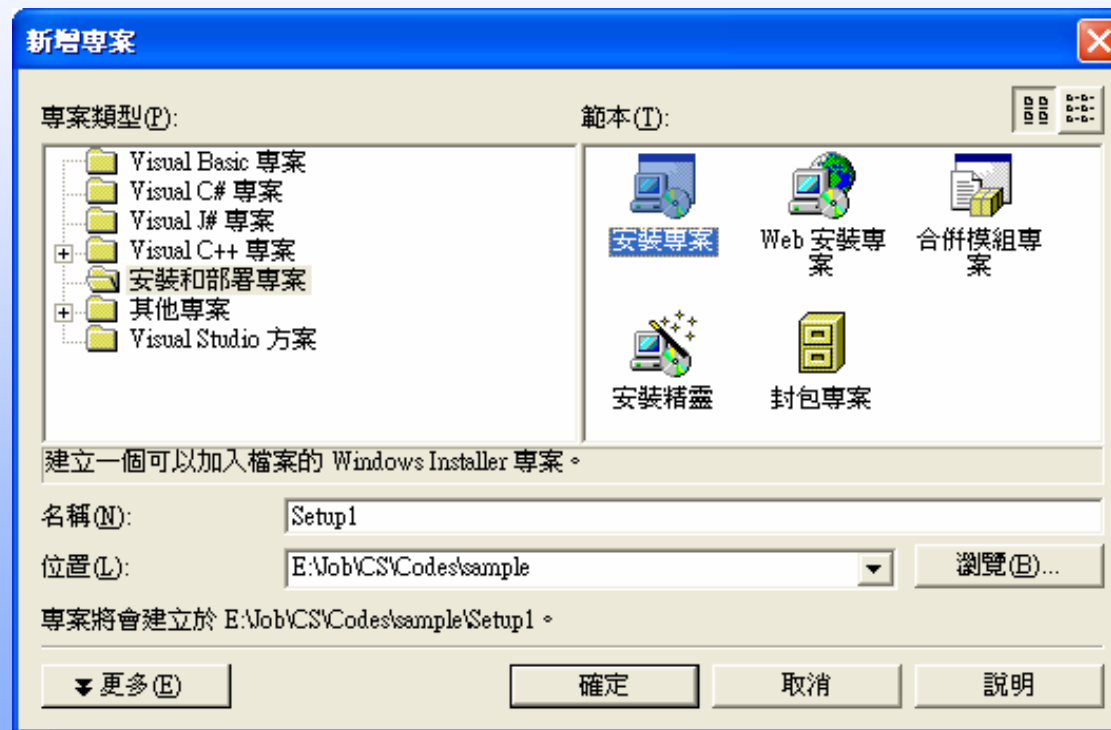 新增專案
專案類型(P):
範本(T):
Visual Basic 專案
Visual C# 專案
Visual J# 專案
Visual C++ 專案
安裝和部署專案
其他專案
Visual Studio 方案
安裝專案
Web 安裝專
案
合併模組專
案
安裝精靈
封包專案
建立一個可以加入檔案的 Windows Installer 專案。
名稱(N):
Setup1
位置(L):
E:\Job\CS\Codes\sample
瀏覽(B)...
專案將會建立於 E:\Job\CS\Codes\sample\Setup1。
更多(E)
確定
取消
說明